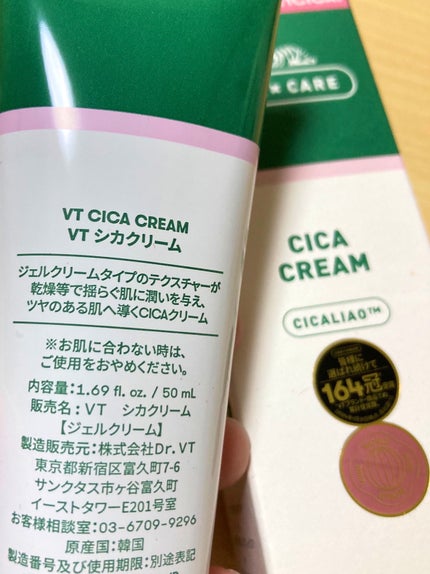 VT CICA CREAM
VT シカクリーム
ジェルクリームタイプのテクスチャーが
乾燥等で揺らぐ肌に潤いを与え、
ツヤのある肌へ導くCICAクリーム
※お肌に合わない時は、
ご使用をおやめください。
内容量:1.69 fl. oz. / 50 mL
販売名:VT シカクリーム
【ジェルクリーム】
製造販売元:株式会社Dr.VT
東京都新宿区富久町7-6
サンクタス市ヶ谷富久町
イーストタワーE201号室
お客様相談室:03-6709-9296
原産国:韓国
製造番号及び使用期限:別途表記
CARE
CICA
CREAM
CICALIAO™
皆様に
選ばれ続けて
164冠